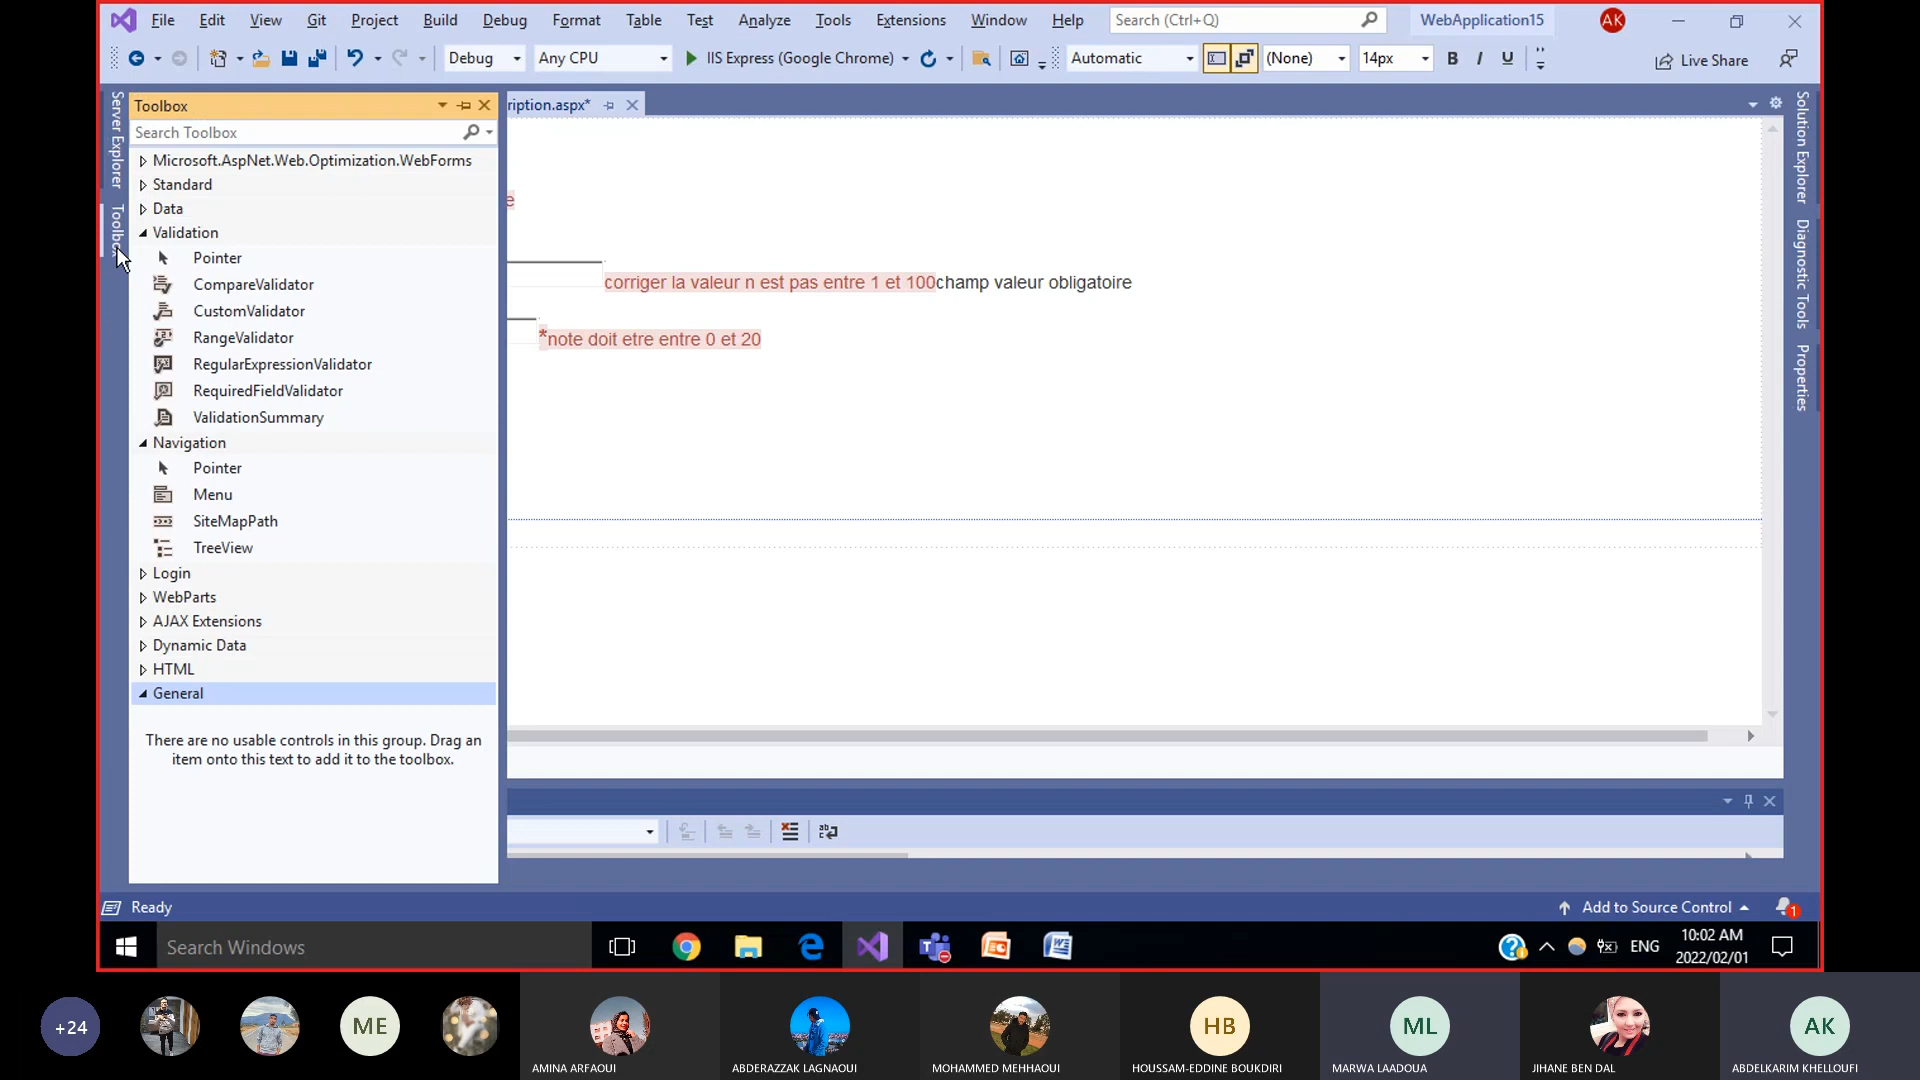 File Edit View Git Project Build Debug Format Table Test Analyze Tools Extensions Window Help Search (Ctrl+Q) WebApplication15 AK
Debug Any CPU IIS Express (Google Chrome) Automatic (None) 14px B I U Live Share
Server Explorer
Toolbox
Toolbox
Search Toolbox
Microsoft.AspNet.Web.Optimization.WebForms
Standard
Data
Validation
Pointer
CompareValidator
CustomValidator
RangeValidator
RegularExpressionValidator
RequiredFieldValidator
ValidationSummary
Navigation
Pointer
Menu
SiteMapPath
TreeView
Login
WebParts
AJAX Extensions
Dynamic Data
HTML
General
There are no usable controls in this group. Drag an
item onto this text to add it to the toolbox.
ription.aspx*
e
corriger la valeur n est pas entre 1 et 100champ valeur obligatoire
*note doit etre entre 0 et 20
Solution Explorer
Diagnostic Tools
Properties
Ready
Add to Source Control
1
Search Windows
ENG
10:02 AM
2022/02/01
+24
ME
HB
ML
AK
AMINA ARFAOUI
ABDERAZZAK LAGNAOUI
MOHAMMED MEHHAOUI
HOUSSAM-EDDINE BOUKDIRI
MARWA LAADOUA
JIHANE BEN DAL
ABDELKARIM KHELLOUFI